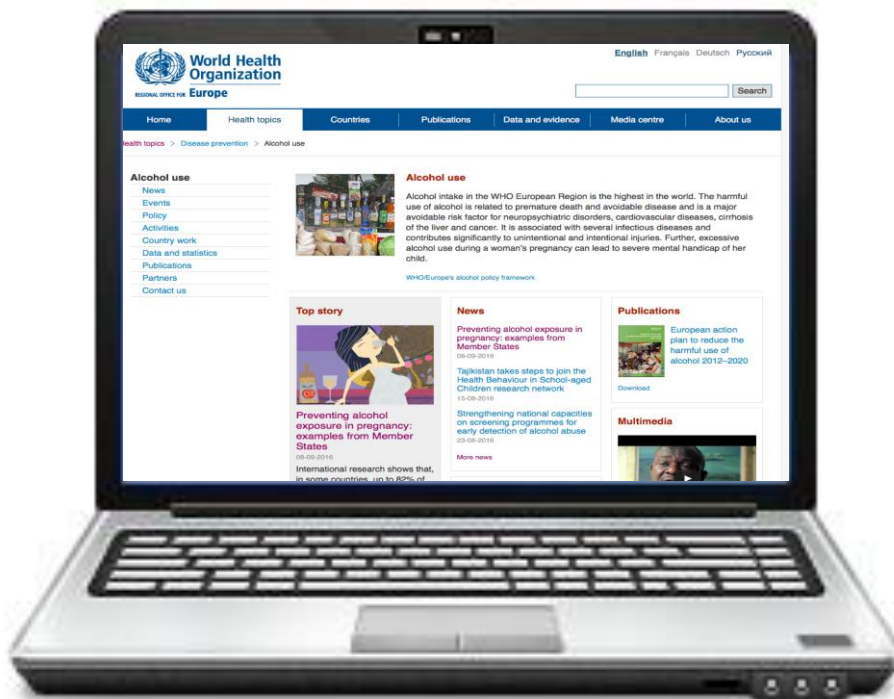 World Health
Organization
REGIONAL OFFICE FOR Europe
English Français Deutsch Русский
Search
Home Health topics Countries Publications Data and evidence Media centre About us
ealth topics > Disease prevention > Alcohol use
Alcohol use
News
Events
Policy
Activities
Country work
Data and statistics
Publications
Partners
Contact us
Alcohol use
Alcohol intake in the WHO European Region is the highest in the world. The harmful
use of alcohol is related to premature death and avoidable disease and is a major
avoidable risk factor for neuropsychiatric disorders, cardiovascular diseases, cirrhosis
of the liver and cancer. It is associated with several infectious diseases and
contributes significantly to unintentional and intentional injuries. Further, excessive
alcohol use during a woman's pregnancy can lead to severe mental handicap of her
child.
WHO/Europe's alcohol policy framework
Top story
Preventing alcohol
exposure in pregnancy:
examples from Member
States
08-09-2016
International research shows that,
in some countries, up to 82% of
News
Preventing alcohol exposure in
pregnancy: examples from
Member States
08-09-2016
Tajikistan takes steps to join the
Health Behaviour in School-aged
Children research network
15-08-2016
Strengthening national capacities
on screening programmes for
early detection of alcohol abuse
23-08-2016
More news
Publications
European action
plan to reduce the
harmful use of
alcohol 2012–2020
Download
Multimedia